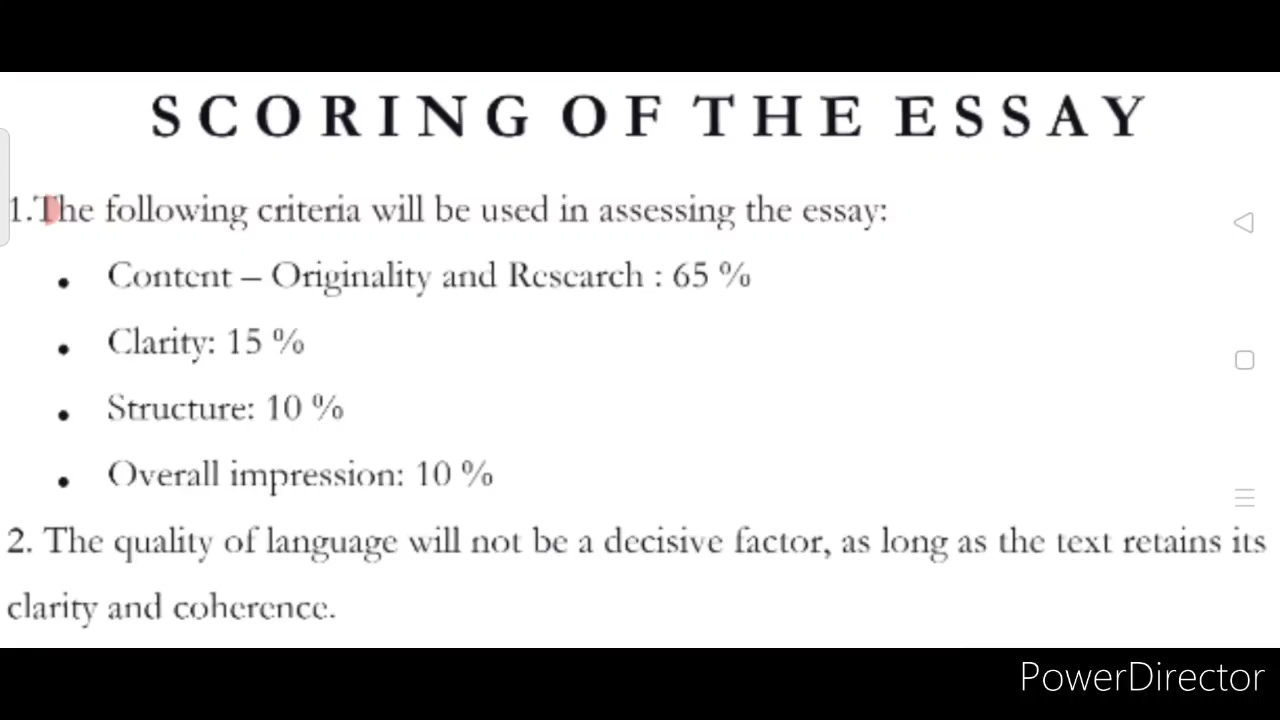 SCORING OF THE ESSAY
1.The following criteria will be used in assessing the essay:
• Content – Originality and Research : 65 %
• Clarity: 15 %
• Structure: 10 %
• Overall impression: 10 %
2. The quality of language will not be a decisive factor, as long as the text retains its
clarity and coherence.
PowerDirector